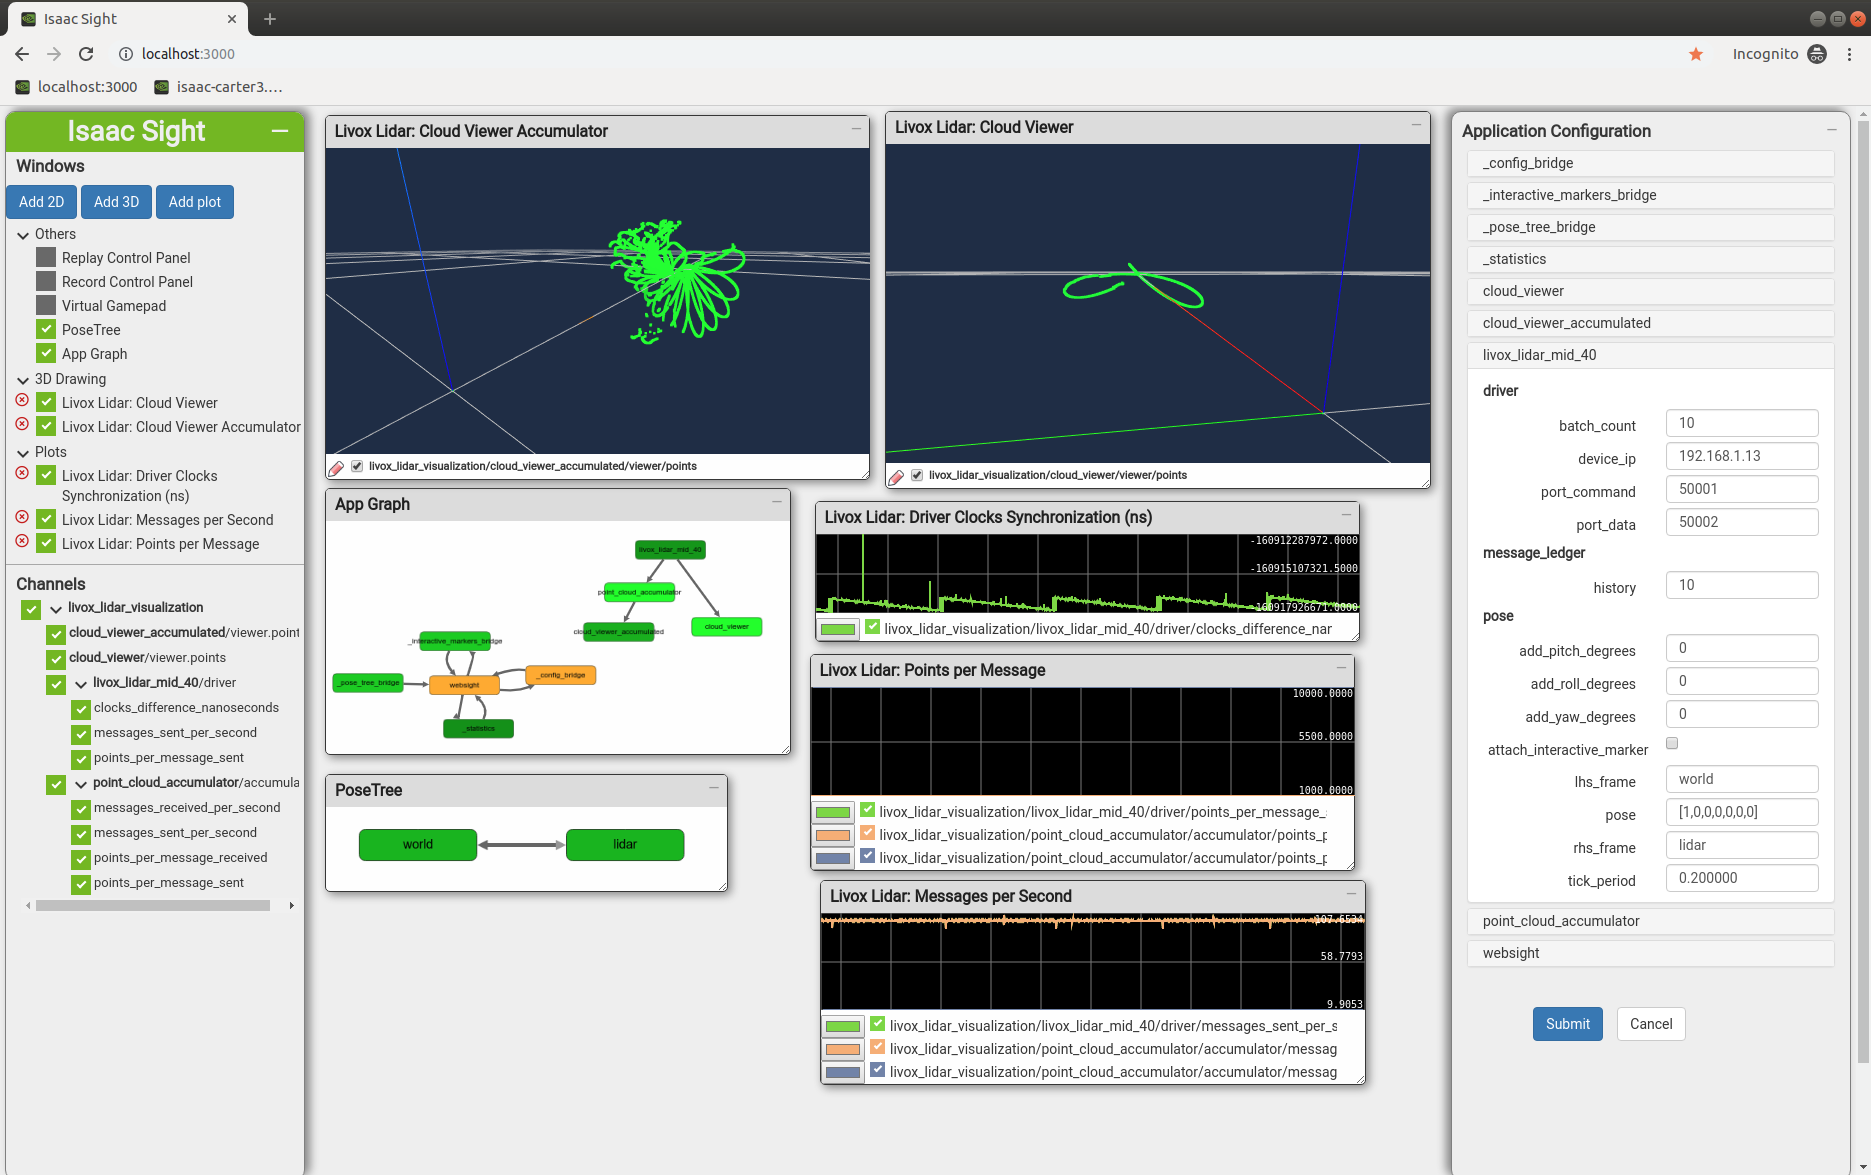 Isaac Sight
localhost:3000
Incognito
localhost:3000
isaac-carter3....
Isaac Sight
Windows
Add 2D
Add 3D
Add plot
Others
Replay Control Panel
Record Control Panel
Virtual Gamepad
PoseTree
App Graph
3D Drawing
Livox Lidar: Cloud Viewer
Livox Lidar: Cloud Viewer Accumulator
Plots
Livox Lidar: Driver Clocks
Synchronization (ns)
Livox Lidar: Messages per Second
Livox Lidar: Points per Message
Channels
livox_lidar_visualization
cloud_viewer_accumulated/viewer.point
cloud_viewer/viewer.points
livox_lidar_mid_40/driver
clocks_difference_nanoseconds
messages_sent_per_second
points_per_message_sent
point_cloud_accumulator/accumula
messages_received_per_second
messages_sent_per_second
points_per_message_received
points_per_message_sent
Livox Lidar: Cloud Viewer Accumulator
livox_lidar_visualization/cloud_viewer_accumulated/viewer/points
Livox Lidar: Cloud Viewer
livox_lidar_visualization/cloud_viewer/viewer/points
App Graph
livox_lidar_mid_40
point_cloud_accumulator
cloud_viewer_accumulated
cloud_viewer
_interactive_markers_bridge
_pose_tree_bridge
websight
_config_bridge
_statistics
PoseTree
world
lidar
Livox Lidar: Driver Clocks Synchronization (ns)
-160912287972.0000
-160915107321.5000
-160917926671.0000
livox_lidar_visualization/livox_lidar_mid_40/driver/clocks_difference_nar
Livox Lidar: Points per Message
10000.0000
5500.0000
1000.0000
livox_lidar_visualization/livox_lidar_mid_40/driver/points_per_message_
livox_lidar_visualization/point_cloud_accumulator/accumulator/points_p
livox_lidar_visualization/point_cloud_accumulator/accumulator/points_p
Livox Lidar: Messages per Second
107.6534
58.7793
9.9053
livox_lidar_visualization/livox_lidar_mid_40/driver/messages_sent_per_s
livox_lidar_visualization/point_cloud_accumulator/accumulator/messag
livox_lidar_visualization/point_cloud_accumulator/accumulator/messag
Application Configuration
_config_bridge
_interactive_markers_bridge
_pose_tree_bridge
_statistics
cloud_viewer
cloud_viewer_accumulated
livox_lidar_mid_40
driver
batch_count 10
device_ip 192.168.1.13
port_command 50001
port_data 50002
message_ledger
history 10
pose
add_pitch_degrees 0
add_roll_degrees 0
add_yaw_degrees 0
attach_interactive_marker
lhs_frame world
pose [1,0,0,0,0,0,0]
rhs_frame lidar
tick_period 0.200000
point_cloud_accumulator
websight
Submit
Cancel